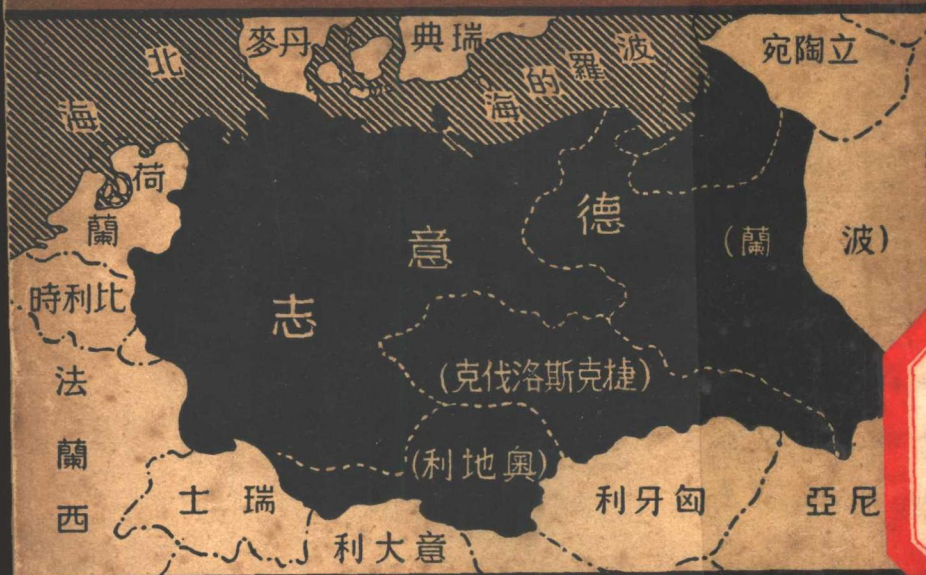 北海
丹麥
瑞典
波羅的海
立陶宛
荷蘭
德意志
(波蘭)
比利時
(捷克斯洛伐克)
法蘭西
(奧地利)
瑞士
意大利
匈牙利
尼亞